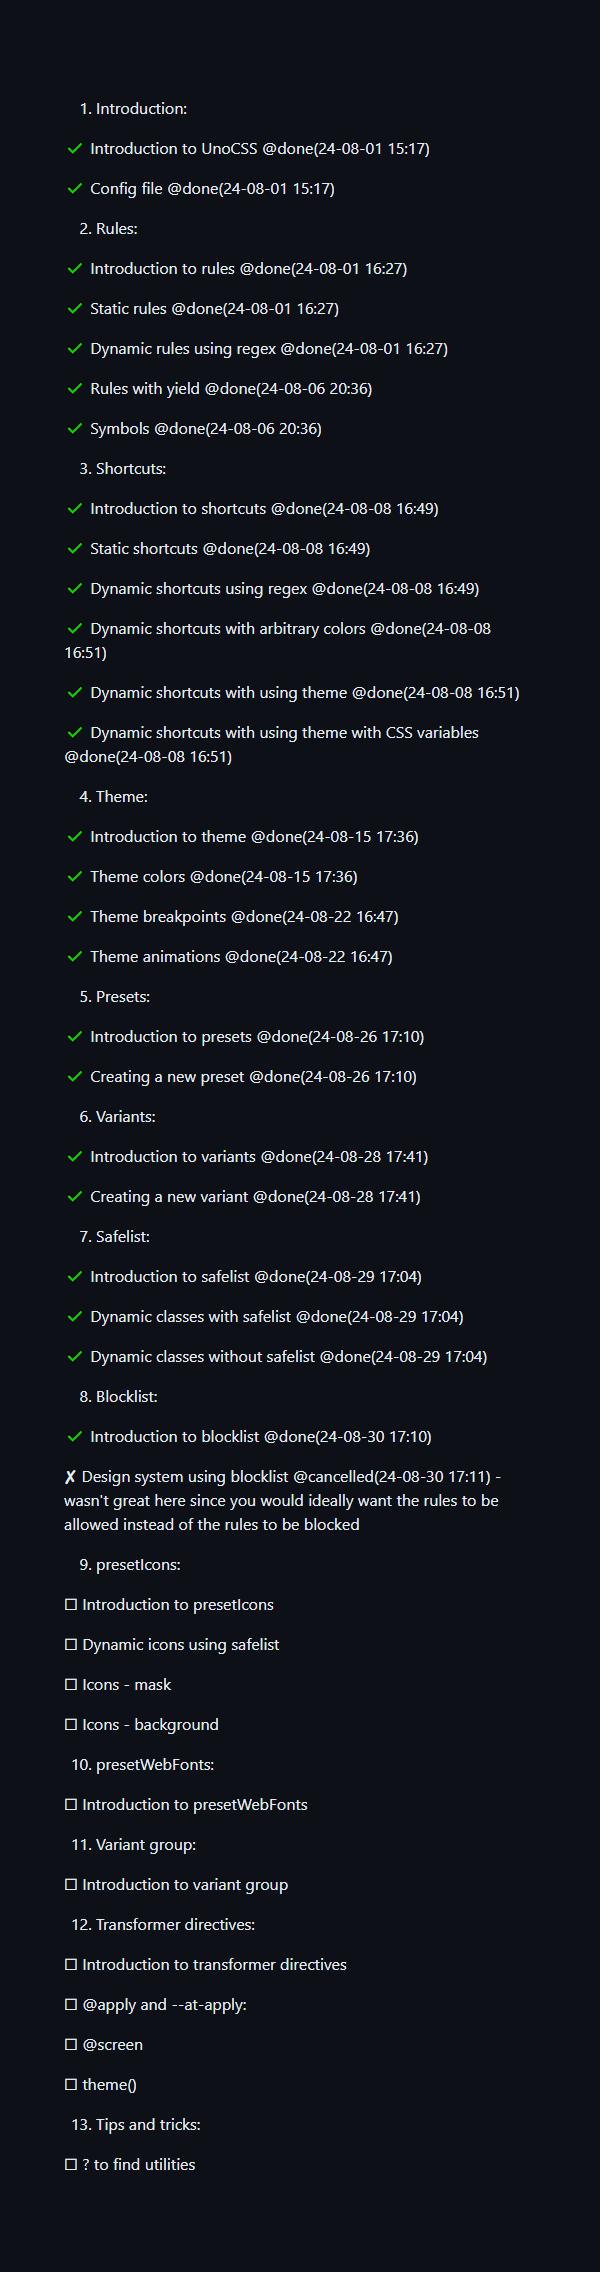 1. Introduction:
✓ Introduction to UnoCSS @done(24-08-01 15:17)
✓ Config file @done(24-08-01 15:17)
2. Rules:
✓ Introduction to rules @done(24-08-01 16:27)
✓ Static rules @done(24-08-01 16:27)
✓ Dynamic rules using regex @done(24-08-01 16:27)
✓ Rules with yield @done(24-08-06 20:36)
✓ Symbols @done(24-08-06 20:36)
3. Shortcuts:
✓ Introduction to shortcuts @done(24-08-08 16:49)
✓ Static shortcuts @done(24-08-08 16:49)
✓ Dynamic shortcuts using regex @done(24-08-08 16:49)
✓ Dynamic shortcuts with arbitrary colors @done(24-08-08
16:51)
✓ Dynamic shortcuts with using theme @done(24-08-08 16:51)
✓ Dynamic shortcuts with using theme with CSS variables
@done(24-08-08 16:51)
4. Theme:
✓ Introduction to theme @done(24-08-15 17:36)
✓ Theme colors @done(24-08-15 17:36)
✓ Theme breakpoints @done(24-08-22 16:47)
✓ Theme animations @done(24-08-22 16:47)
5. Presets:
✓ Introduction to presets @done(24-08-26 17:10)
✓ Creating a new preset @done(24-08-26 17:10)
6. Variants:
✓ Introduction to variants @done(24-08-28 17:41)
✓ Creating a new variant @done(24-08-28 17:41)
7. Safelist:
✓ Introduction to safelist @done(24-08-29 17:04)
✓ Dynamic classes with safelist @done(24-08-29 17:04)
✓ Dynamic classes without safelist @done(24-08-29 17:04)
8. Blocklist:
✓ Introduction to blocklist @done(24-08-30 17:10)
✘ Design system using blocklist @cancelled(24-08-30 17:11) -
wasn't great here since you would ideally want the rules to be
allowed instead of the rules to be blocked
9. presetIcons:
☐ Introduction to presetIcons
☐ Dynamic icons using safelist
☐ Icons - mask
☐ Icons - background
10. presetWebFonts:
☐ Introduction to presetWebFonts
11. Variant group:
☐ Introduction to variant group
12. Transformer directives:
☐ Introduction to transformer directives
☐ @apply and --at-apply:
☐ @screen
☐ theme()
13. Tips and tricks:
☐ ? to find utilities